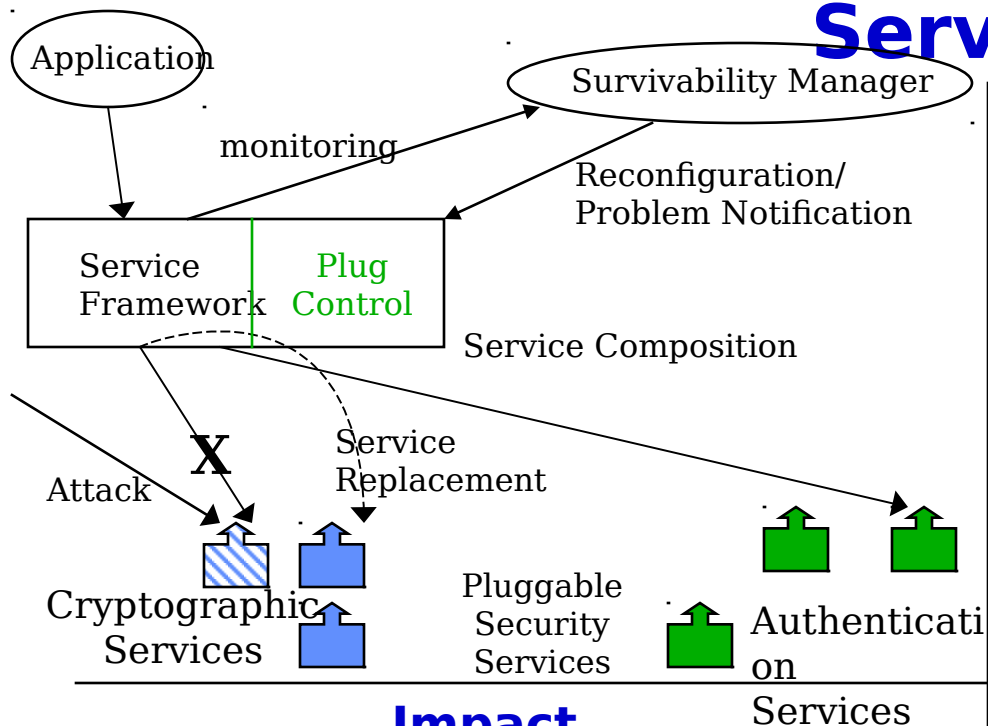 Serv
Application
Survivability Manager
monitoring
Reconfiguration/
Problem Notification
Service
Framework
Plug
Control
Service Composition
X
Service
Replacement
Attack
Pluggable
Security
Services
Cryptographic
Services
Authenticati
on
Services
Impact